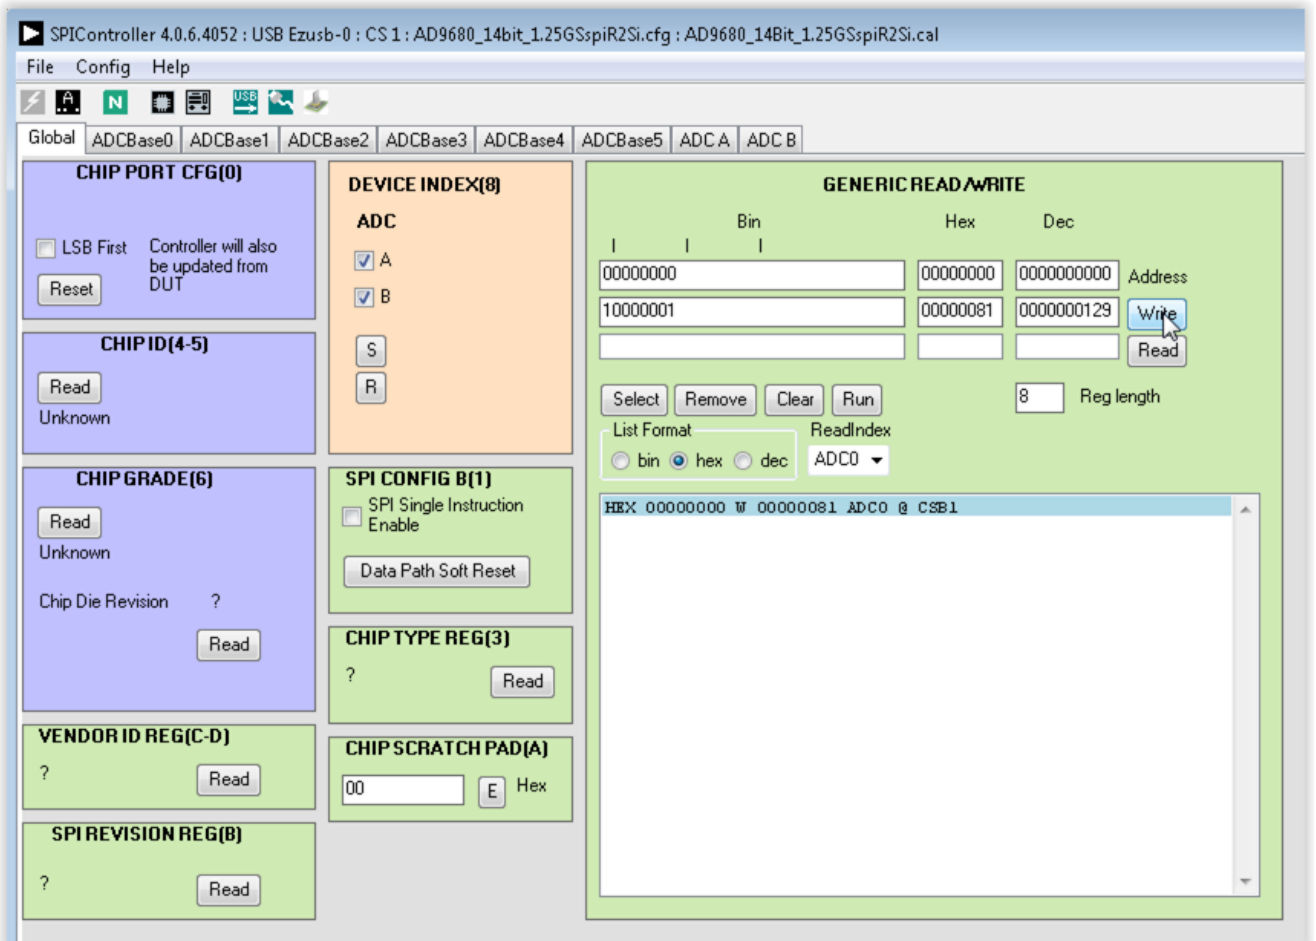 SPIController 4.0.6.4052 : USB Ezusb-0 : CS 1 : AD9680_14bit_1.25GSspiR2Si.cfg : AD9680_14Bit_1.25GSspiR2Si.cal
File Config Help
A N USB
Global ADCBase0 ADCBase1 ADCBase2 ADCBase3 ADCBase4 ADCBase5 ADC A ADC B
CHIP PORT CFG(0)
LSB First
Controller will also
be updated from
DUT
Reset
CHIP ID(4-5)
Read
Unknown
CHIP GRADE(6)
Read
Unknown
Chip Die Revision ?
Read
VENDOR ID REG(C-D)
? Read
SPI REVISION REG(B)
? Read
DEVICE INDEX(8)
ADC
A
B
S
R
SPI CONFIG B(1)
SPI Single Instruction
Enable
Data Path Soft Reset
CHIP TYPE REG(3)
? Read
CHIP SCRATCH PAD(A)
00 E Hex
GENERIC READ/WRITE
Bin Hex Dec
00000000 00000000 0000000000 Address
10000001 00000081 0000000129 Write
Read
Select Remove Clear Run 8 Reg length
List Format ReadIndex
bin hex dec ADC0
HEX 00000000 W 00000081 ADC0 @ CSB1